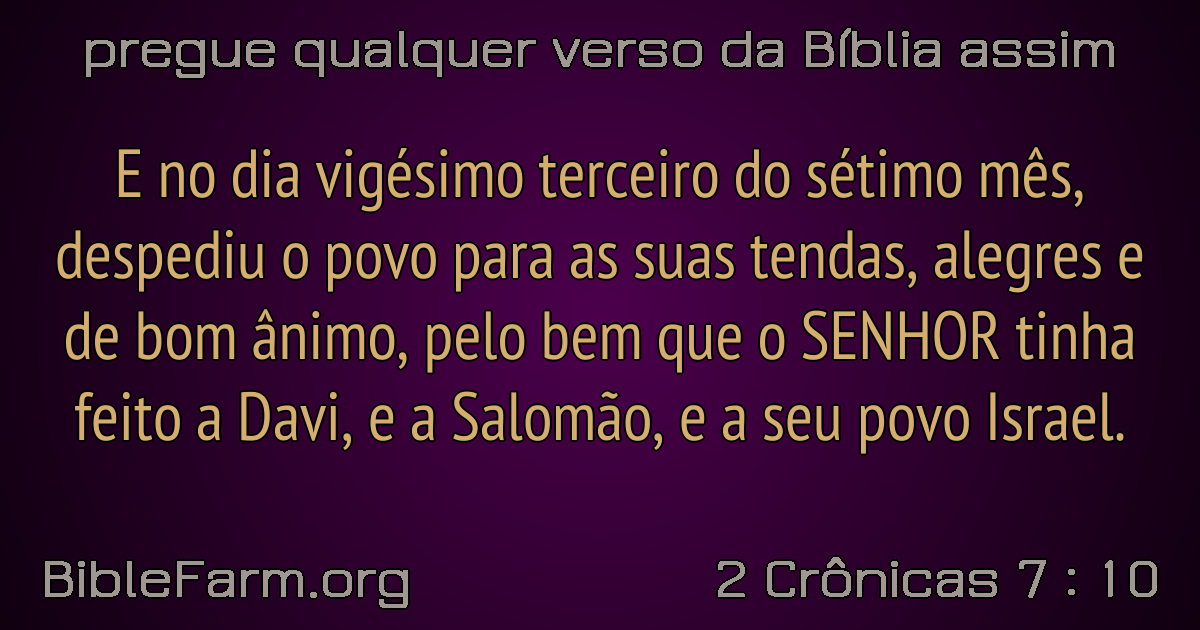 pregue qualquer verso da Bíblia assim
E no dia vigésimo terceiro do sétimo mês,
despediu o povo para as suas tendas, alegres e
de bom ânimo, pelo bem que o SENHOR tinha
feito a Davi, e a Salomão, e a seu povo Israel.
BibleFarm.org
2 Crônicas 7 : 10